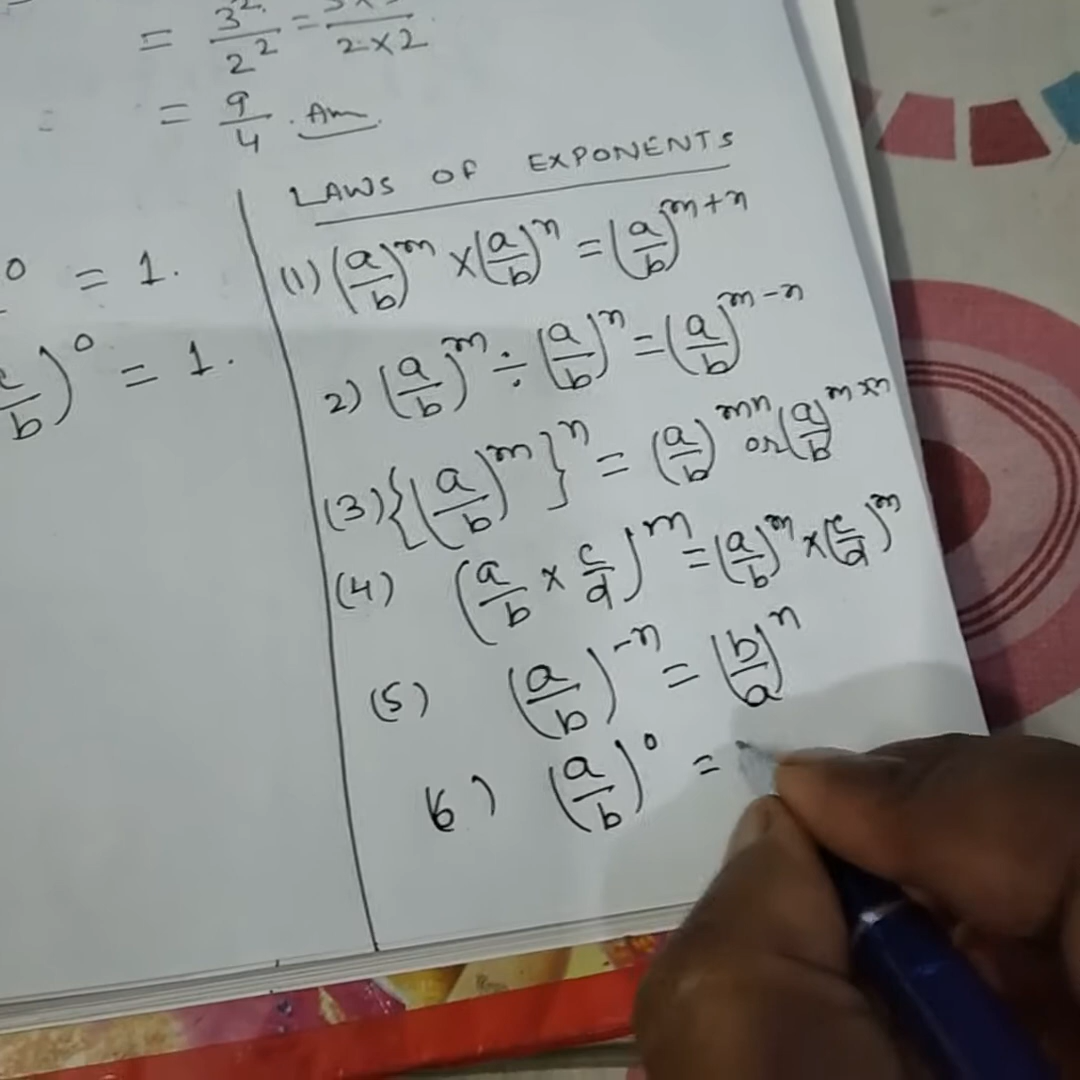 = 3²/2² = 3×3/2×2
= 9/4 . Ans.
0 = 1.
(c/b)⁰ = 1.
LAWS OF EXPONENTS
(1) (a/b)^m × (a/b)^n = (a/b)^(m+n)
2) (a/b)^m ÷ (a/b)^n = (a/b)^(m-n)
(3) {(a/b)^m}^n = (a/b)^(mn) or (a/b)^(m×n)
(4) (a/b × c/d)^m = (a/b)^m × (c/d)^m
(5) (a/b)^(-n) = (b/a)^n
6) (a/b)^0 =